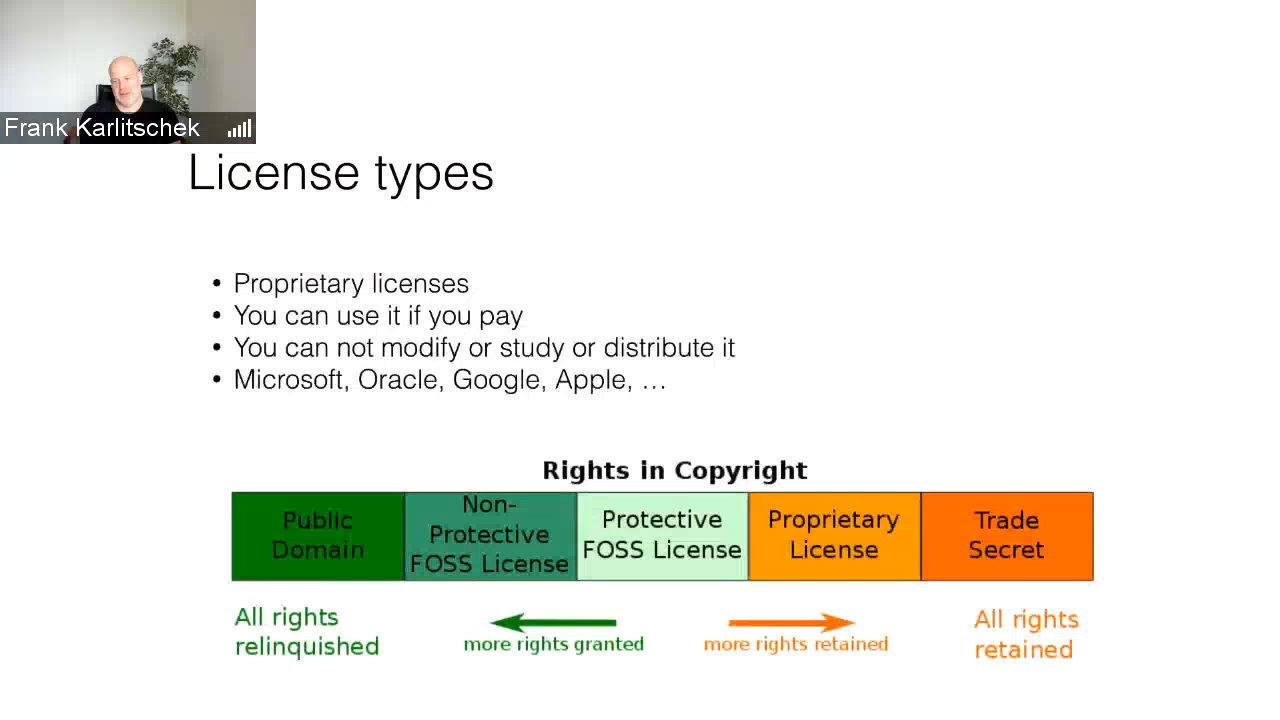 Frank Karlitschek
License types
• Proprietary licenses
• You can use it if you pay
• You can not modify or study or distribute it
• Microsoft, Oracle, Google, Apple, …
Rights in Copyright
Public
Domain
Non-
Protective
FOSS License
Protective
FOSS License
Proprietary
License
Trade
Secret
All rights
relinquished
more rights granted
more rights retained
All rights
retained